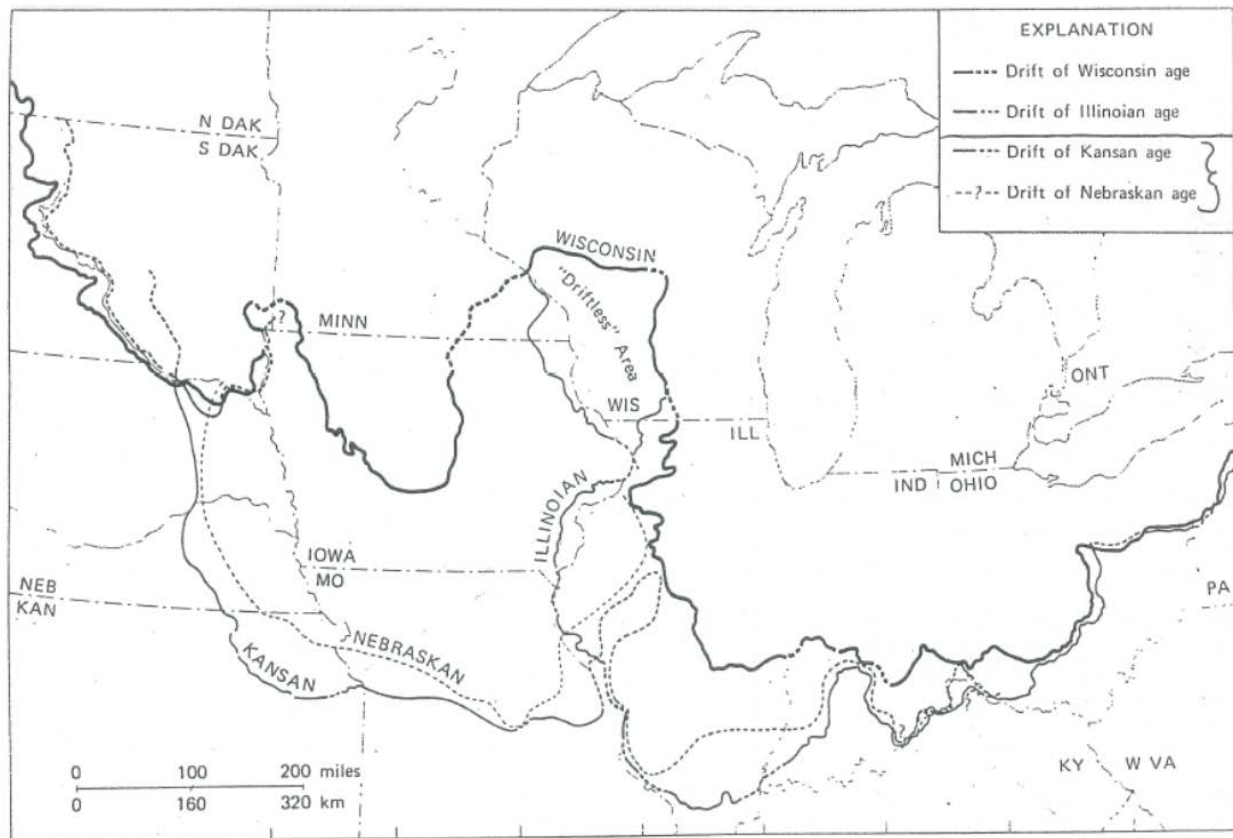 EXPLANATION
Drift of Wisconsin age
Drift of Illinoian age
Drift of Kansan age
--?-- Drift of Nebraskan age
N DAK
S DAK
WISCONSIN
"Driftless" Area
?
MINN
WIS
ILL
ONT
MICH
IND OHIO
ILLINOIAN
IOWA
MO
NEB
KAN
PA
NEBRASKAN
KANSAN
KY W VA
0 100 200 miles
0 160 320 km